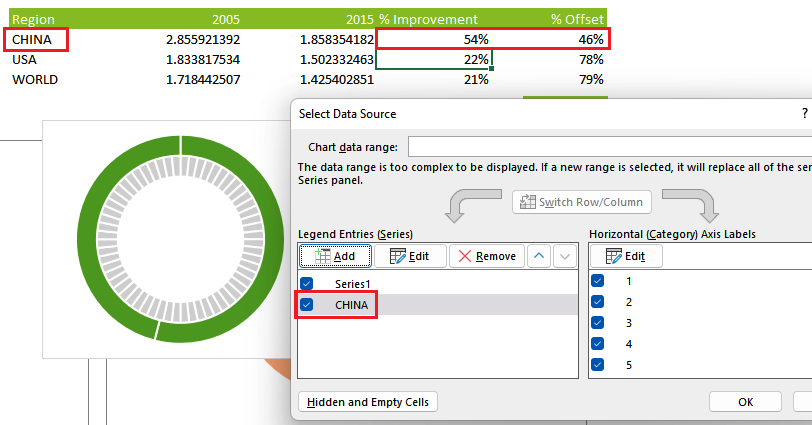 Region 2005 2015 % Improvement % Offset
CHINA 2.855921392 1.858354182 54% 46%
USA 1.833817534 1.502332463 22% 78%
WORLD 1.718442507 1.425402851 21% 79%
Select Data Source ?
Chart data range:
The data range is too complex to be displayed. If a new range is selected, it will replace all of the ser
Series panel.
Switch Row/Column
Legend Entries (Series)
Add Edit Remove
Series1
CHINA
Horizontal (Category) Axis Labels
Edit
1
2
3
4
5
Hidden and Empty Cells
OK